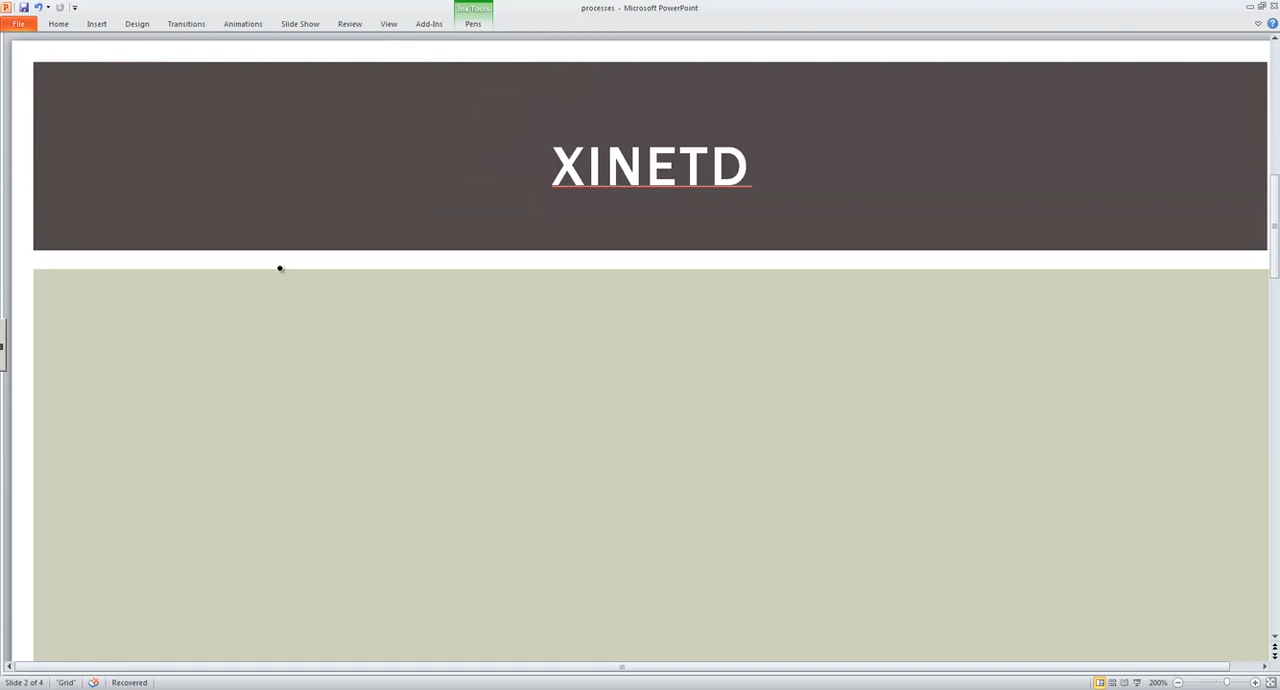 Ink Tools
processes - Microsoft PowerPoint
File Home Insert Design Transitions Animations Slide Show Review View Add-Ins Pens
XINETD
Slide 2 of 4 "Grid" Recovered 200%